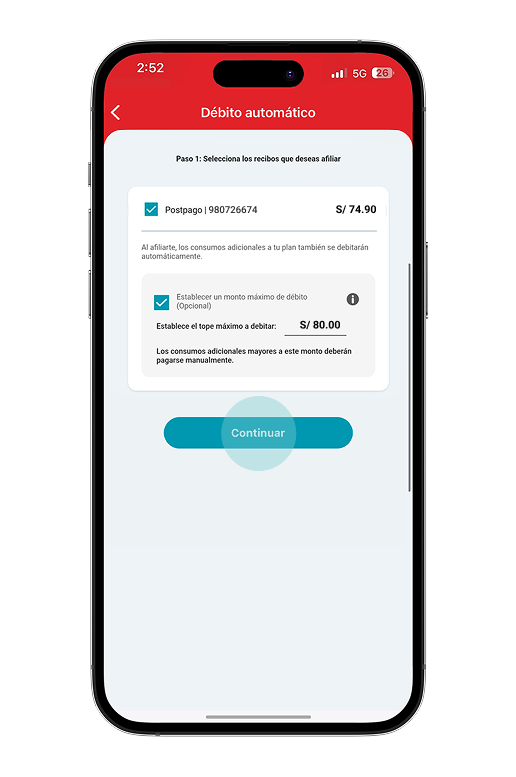 2:52
5G 26
Débito automático
Paso 1: Selecciona los recibos que deseas afiliar
Postpago | 980726674 S/ 74.90
Al afiliarte, los consumos adicionales a tu plan también se debitarán
automáticamente.
Establecer un monto máximo de débito
(Opcional)
Establece el tope máximo a debitar: S/ 80.00
Los consumos adicionales mayores a este monto deberán
pagarse manualmente.
Continuar